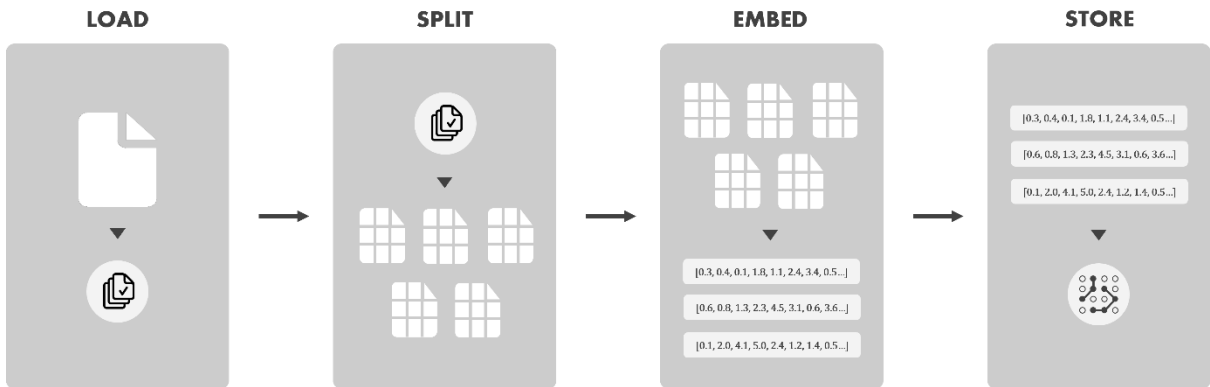 LOAD
SPLIT
EMBED
STORE
[0.3, 0.4, 0.1, 1.8, 1.1, 2.4, 3.4, 0.5...]
[0.6, 0.8, 1.3, 2.3, 4.5, 3.1, 0.6, 3.6...]
[0.1, 2.0, 4.1, 5.0, 2.4, 1.2, 1.4, 0.5...]
[0.3, 0.4, 0.1, 1.8, 1.1, 2.4, 3.4, 0.5...]
[0.6, 0.8, 1.3, 2.3, 4.5, 3.1, 0.6, 3.6...]
[0.1, 2.0, 4.1, 5.0, 2.4, 1.2, 1.4, 0.5...]